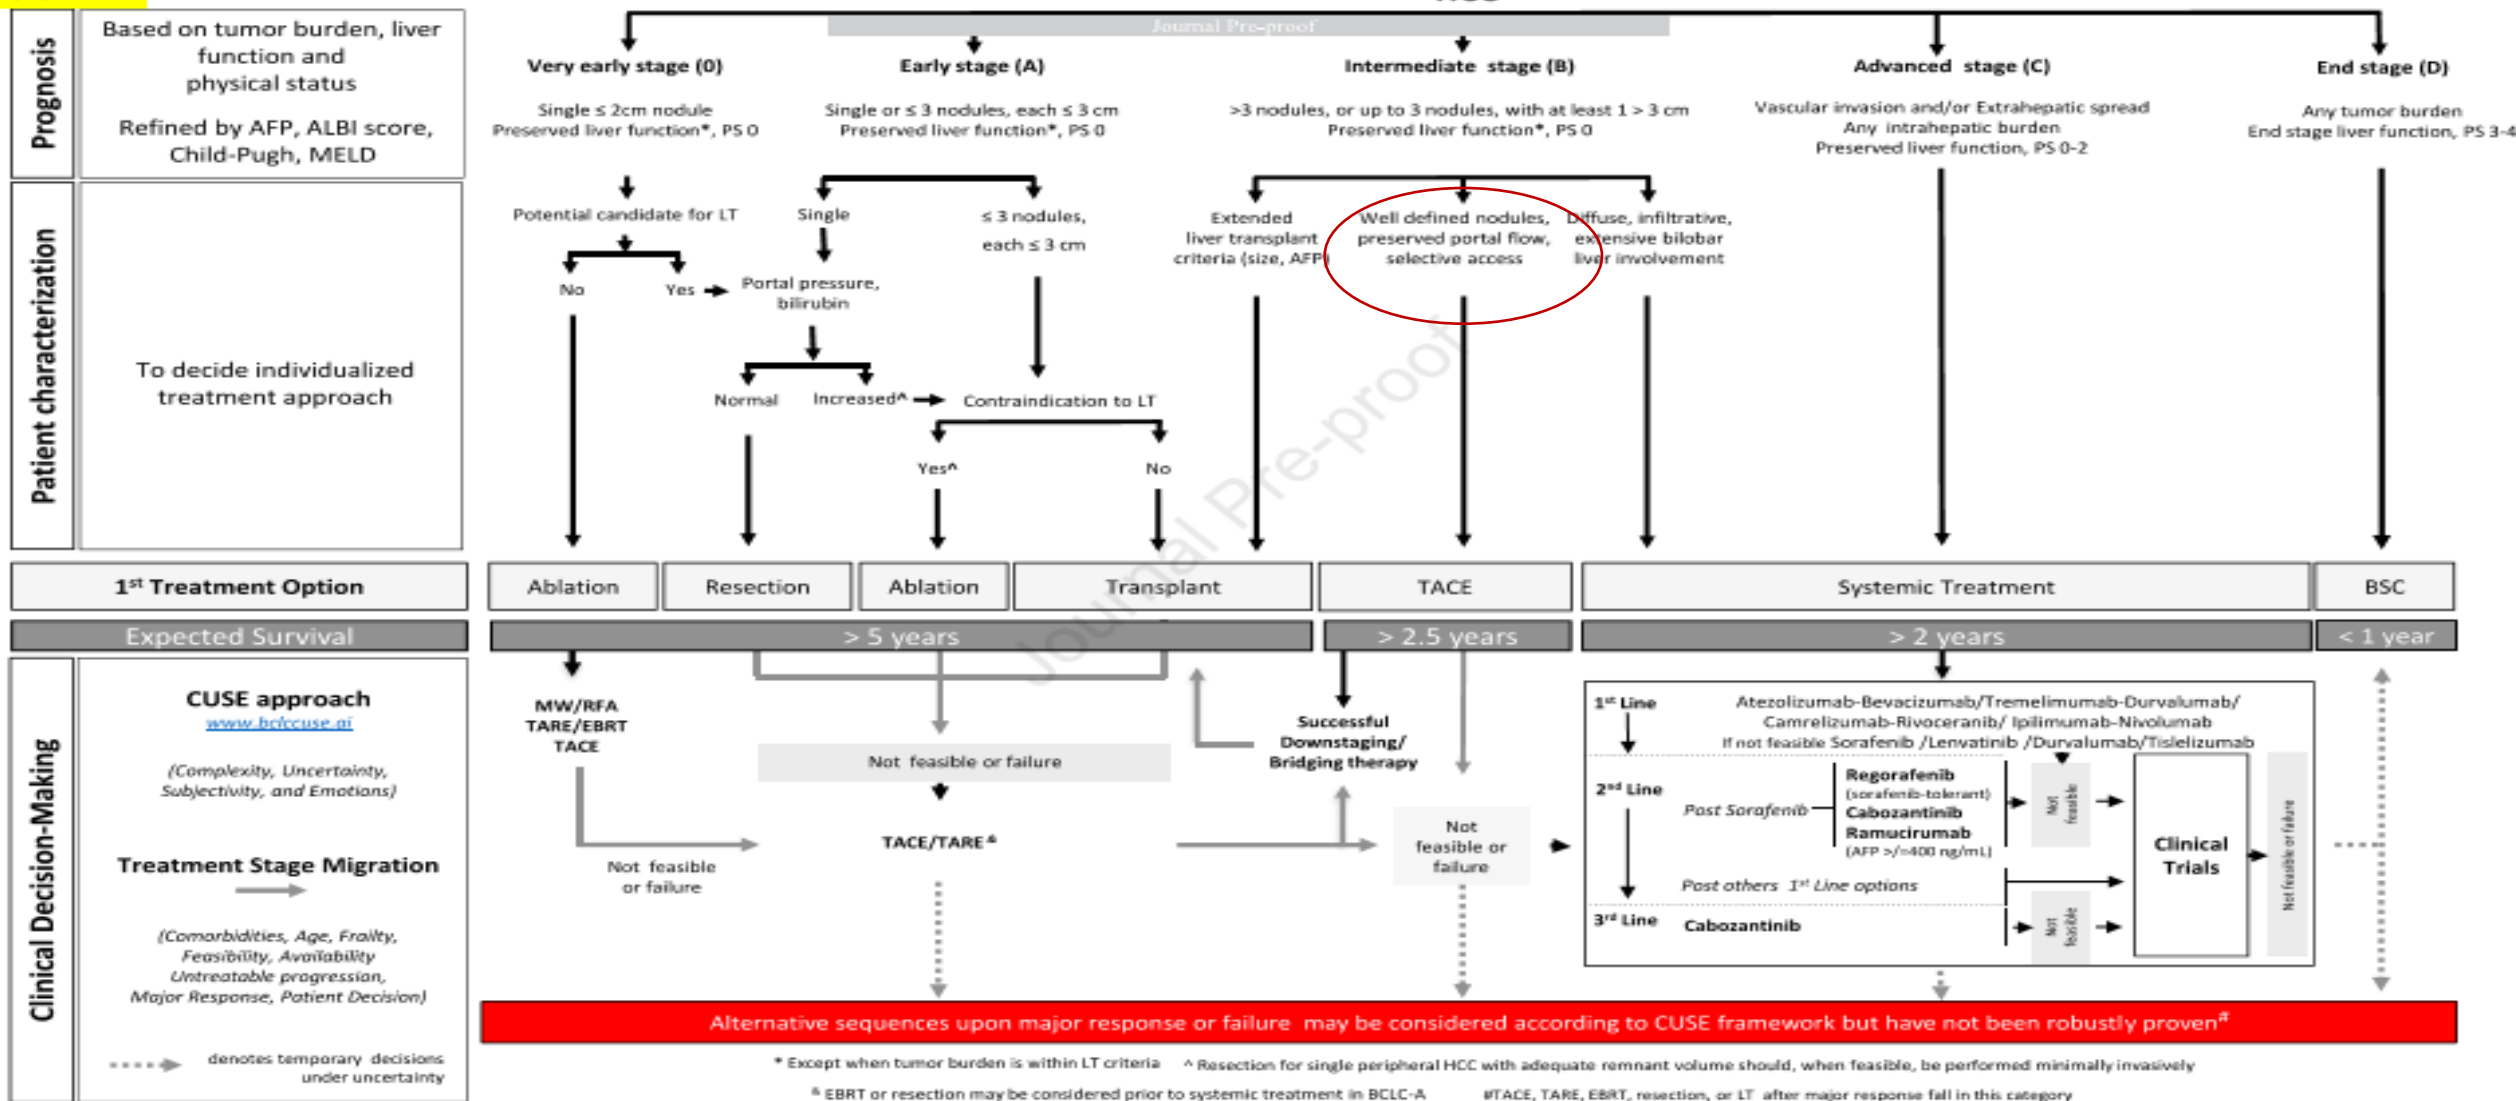 Journal Pre-proof
Prognosis
Based on tumor burden, liver
function and
physical status
Refined by AFP, ALBI score,
Child-Pugh, MELD
Very early stage (0)
Single ≤ 2cm nodule
Preserved liver function*, PS 0
Early stage (A)
Single or ≤ 3 nodules, each ≤ 3 cm
Preserved liver function*, PS 0
Intermediate stage (B)
>3 nodules, or up to 3 nodules, with at least 1 > 3 cm
Preserved liver function*, PS 0
Advanced stage (C)
Vascular invasion and/or Extrahepatic spread
Any intrahepatic burden
Preserved liver function, PS 0-2
End stage (D)
Any tumor burden
End stage liver function, PS 3-4
Patient characterization
To decide individualized
treatment approach
Potential candidate for LT
No
Yes
Single
Portal pressure,
bilirubin
Normal
Increased^
≤ 3 nodules,
each ≤ 3 cm
Contraindication to LT
Yes^
No
Extended
liver transplant
criteria (size, AFP)
Well defined nodules,
preserved portal flow,
selective access
Diffuse, infiltrative,
extensive bilobar
liver involvement
Journal Pre-proof
1st Treatment Option
Ablation
Resection
Ablation
Transplant
TACE
Systemic Treatment
BSC
Expected Survival
> 5 years
> 2.5 years
> 2 years
< 1 year
Clinical Decision-Making
CUSE approach
www.bclccuse.ai
(Complexity, Uncertainty,
Subjectivity, and Emotions)
Treatment Stage Migration
(Comorbidities, Age, Frailty,
Feasibility, Availability
Untreatable progression,
Major Response, Patient Decision)
denotes temporary decisions
under uncertainty
MW/RFA
TARE/EBRT
TACE
Not feasible
or failure
Not feasible or failure
TACE/TARE&
Successful
Downstaging/
Bridging therapy
Not
feasible or
failure
1st Line
Atezolizumab-Bevacizumab/Tremelimumab-Durvalumab/
Camrelizumab-Rivoceranib/ Ipilimumab-Nivolumab
If not feasible Sorafenib /Lenvatinib /Durvalumab/Tislelizumab
2nd Line
Post Sorafenib
Regorafenib
(sorafenib-tolerant)
Cabozantinib
Ramucirumab
(AFP >/=400 ng/mL)
Not
feasible
Post others 1st Line options
3rd Line
Cabozantinib
Not
feasible
Clinical
Trials
Not feasible or failure
Alternative sequences upon major response or failure may be considered according to CUSE framework but have not been robustly proven#
* Except when tumor burden is within LT criteria ^ Resection for single peripheral HCC with adequate remnant volume should, when feasible, be performed minimally invasively
& EBRT or resection may be considered prior to systemic treatment in BCLC-A #TACE, TARE, EBRT, resection, or LT after major response fall in this category